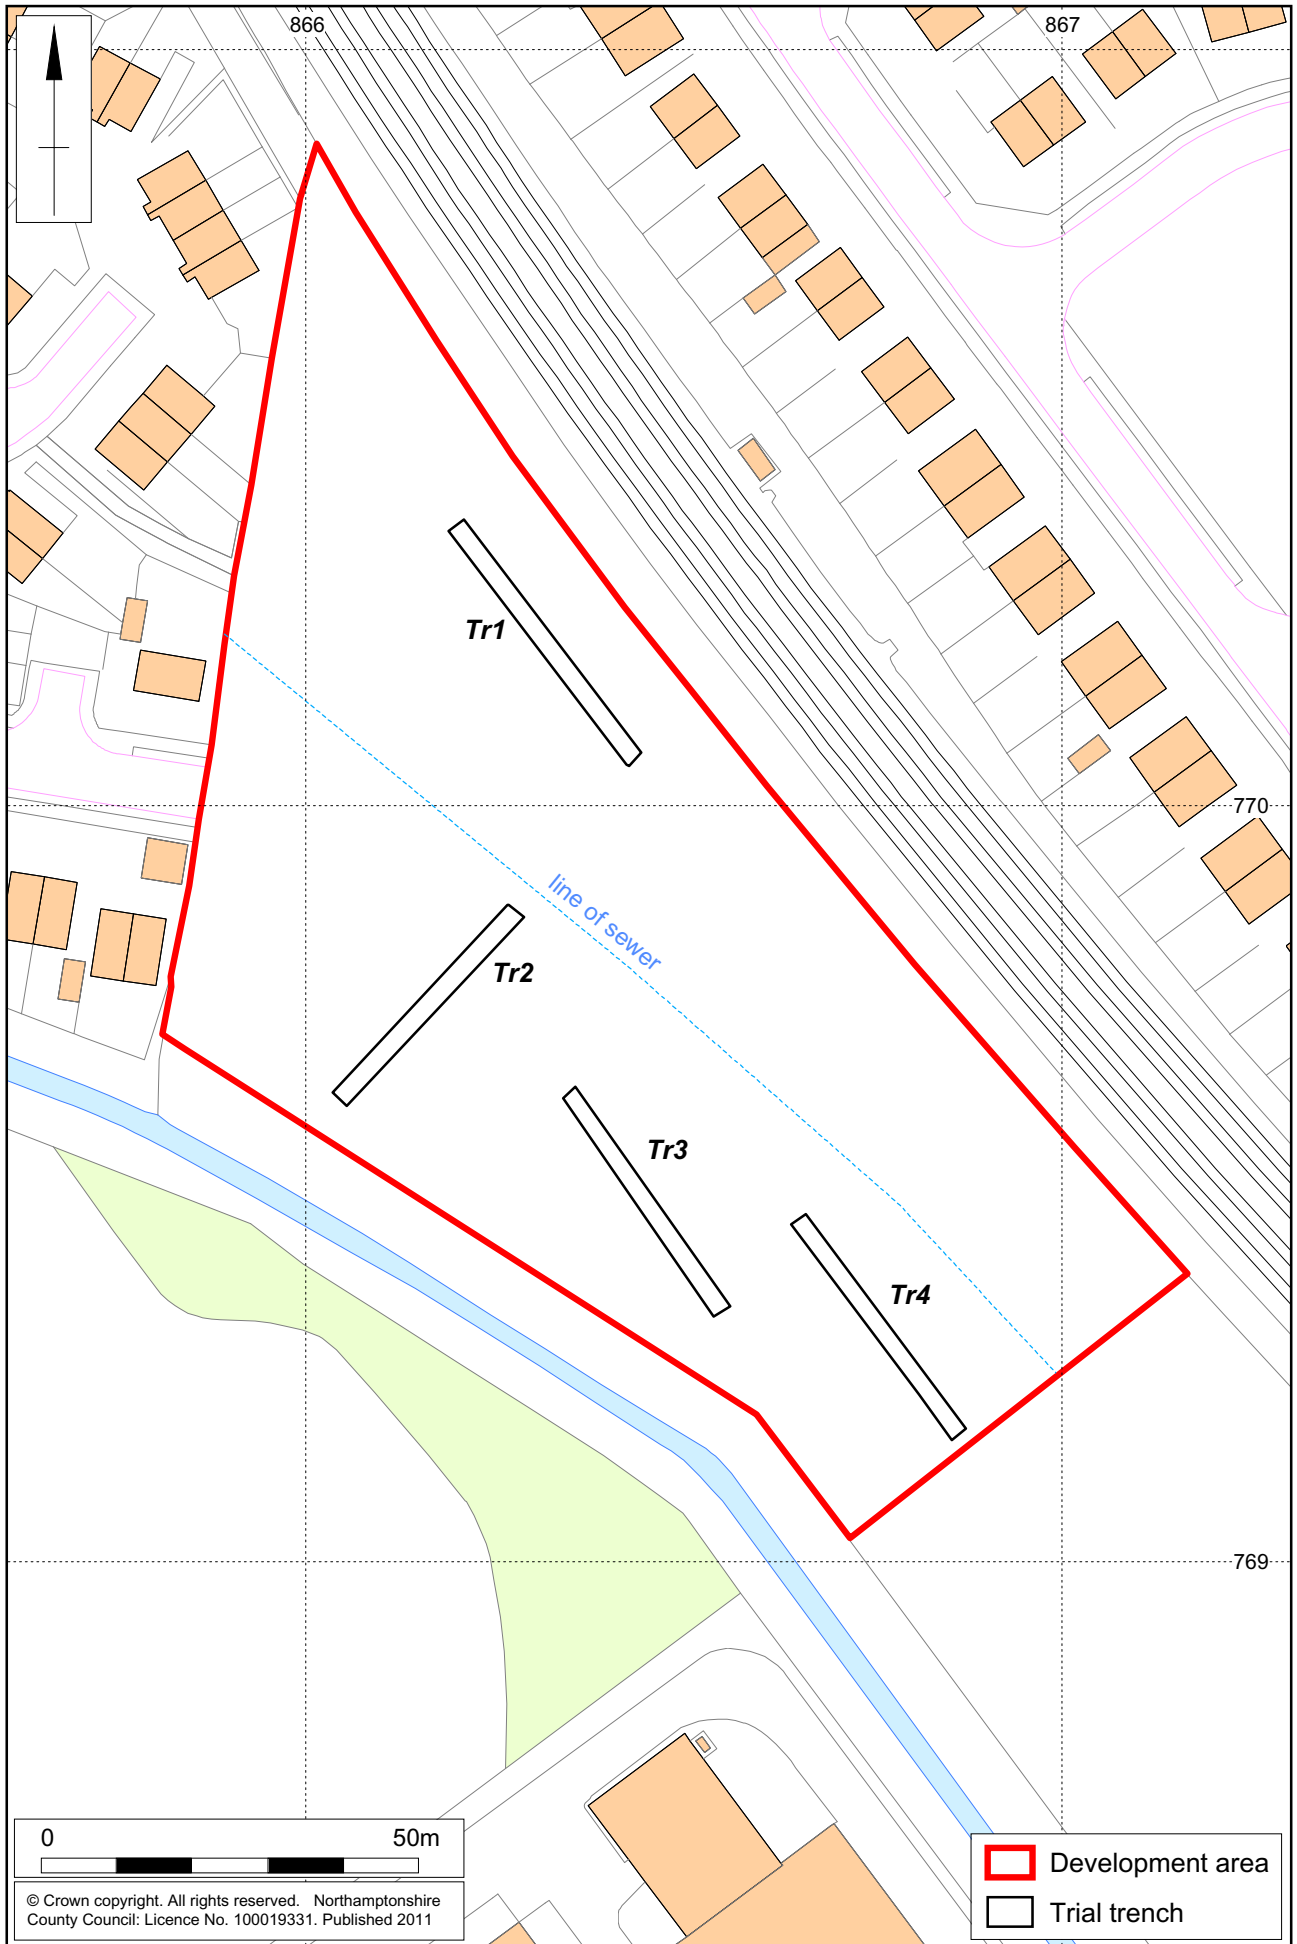 866
867
Tr1
770
line of sewer
Tr2
Tr3
Tr4
769
0 50m
© Crown copyright. All rights reserved. Northamptonshire
County Council: Licence No. 100019331. Published 2011
Development area
Trial trench